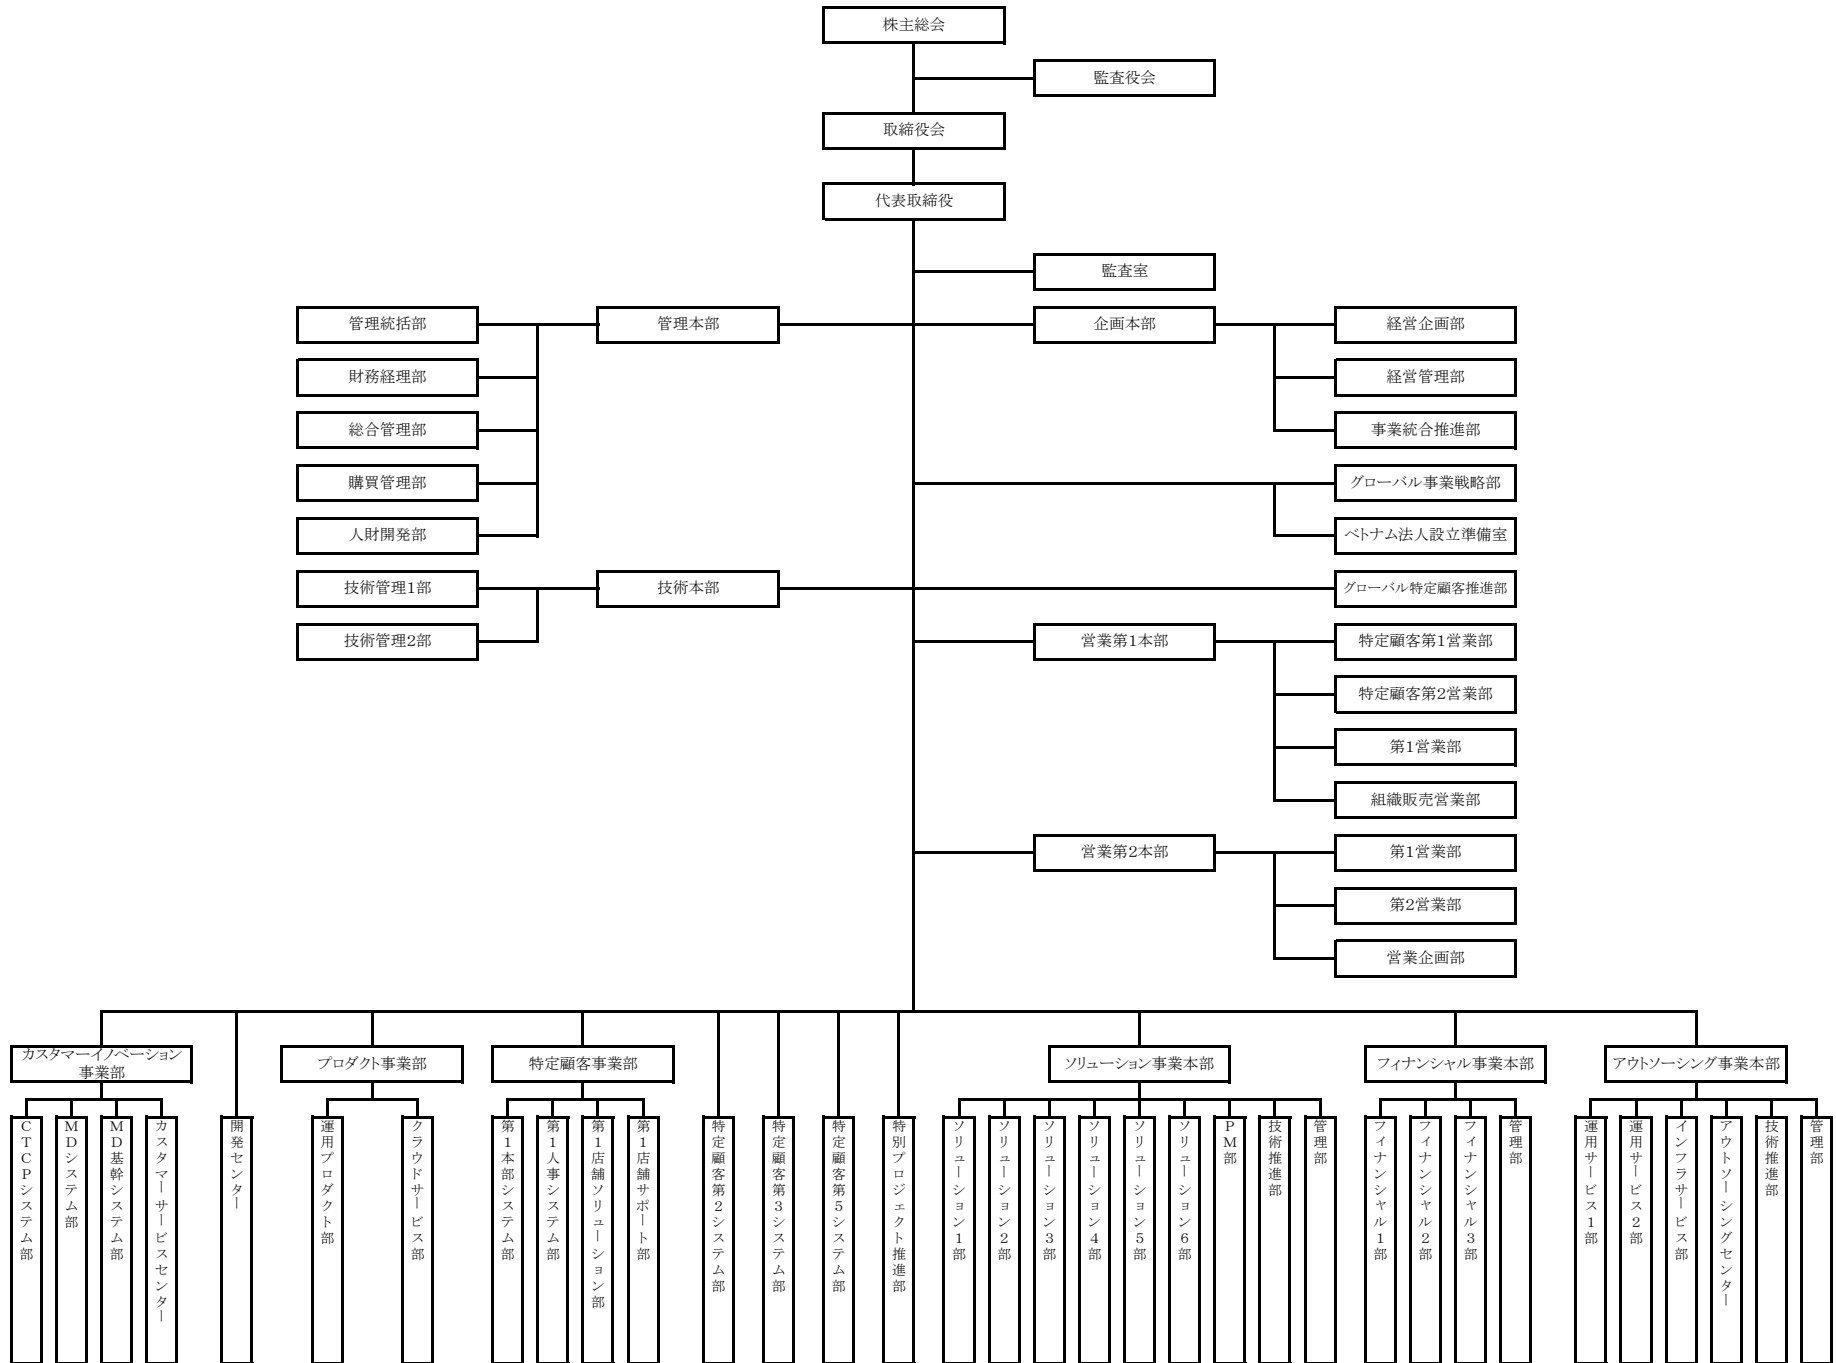 株主総会
監査役会
取締役会
代表取締役
監査室
管理統括部
管理本部
企画本部
経営企画部
財務経理部
経営管理部
総合管理部
事業統合推進部
購買管理部
グローバル事業戦略部
人財開発部
ベトナム法人設立準備室
技術管理1部
技術本部
グローバル特定顧客推進部
技術管理2部
営業第1本部
特定顧客第1営業部
特定顧客第2営業部
第1営業部
組織販売営業部
営業第2本部
第1営業部
第2営業部
営業企画部
カスタマーイノベーション
事業部
プロダクト事業部
特定顧客事業部
ソリューション事業本部
フィナンシャル事業本部
アウトソーシング事業本部
CTCPシステム部
MDシステム部
MD基幹システム部
カスタマーサービスセンター
開発センター
運用プロダクト部
クラウドサービス部
第1本部システム部
第1人事システム部
第1店舗ソリューション部
第1店舗サポート部
特定顧客第2システム部
特定顧客第3システム部
特定顧客第5システム部
特別プロジェクト推進部
ソリューション1部
ソリューション2部
ソリューション3部
ソリューション4部
ソリューション5部
ソリューション6部
PM部
技術推進部
管理部
フィナンシャル1部
フィナンシャル2部
フィナンシャル3部
管理部
運用サービス1部
運用サービス2部
インフラサービス部
アウトソーシングセンター
技術推進部
管理部